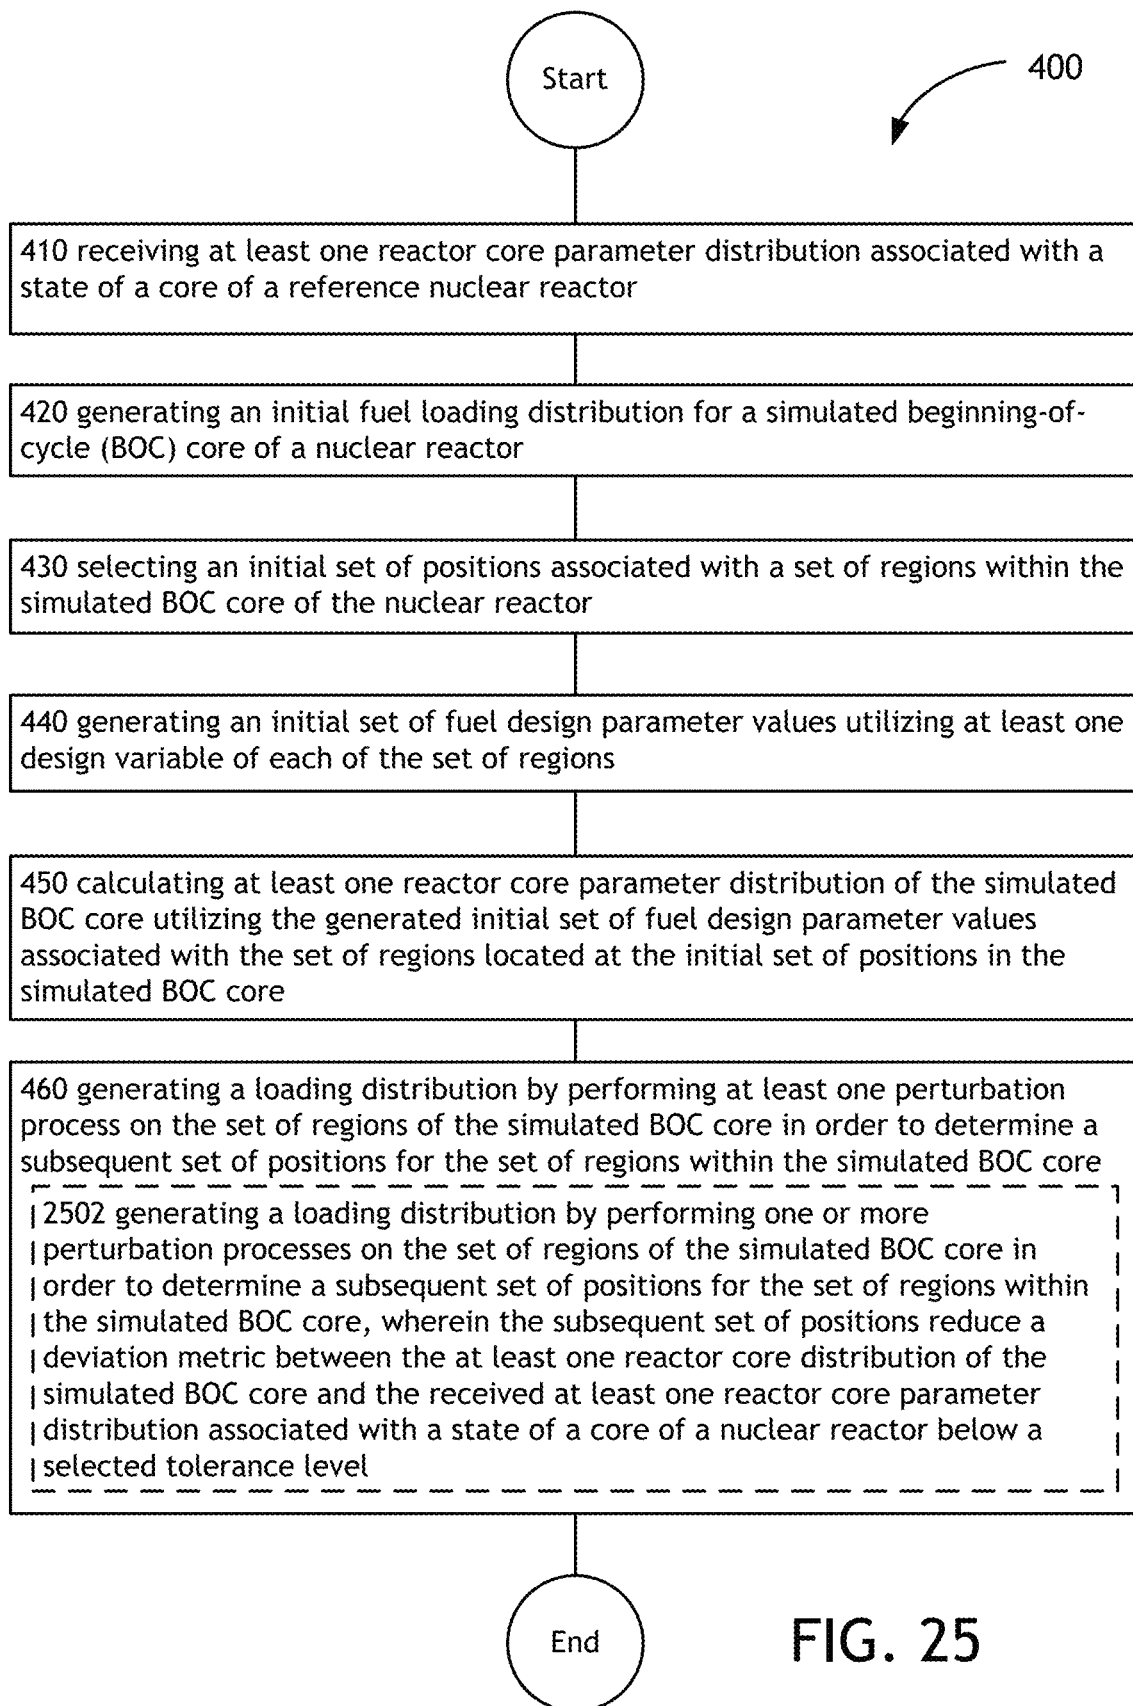 Start
400
410 receiving at least one reactor core parameter distribution associated with a
state of a core of a reference nuclear reactor
420 generating an initial fuel loading distribution for a simulated beginning-of-
cycle (BOC) core of a nuclear reactor
430 selecting an initial set of positions associated with a set of regions within the
simulated BOC core of the nuclear reactor
440 generating an initial set of fuel design parameter values utilizing at least one
design variable of each of the set of regions
450 calculating at least one reactor core parameter distribution of the simulated
BOC core utilizing the generated initial set of fuel design parameter values
associated with the set of regions located at the initial set of positions in the
simulated BOC core
460 generating a loading distribution by performing at least one perturbation
process on the set of regions of the simulated BOC core in order to determine a
subsequent set of positions for the set of regions within the simulated BOC core
2502 generating a loading distribution by performing one or more
perturbation processes on the set of regions of the simulated BOC core in
order to determine a subsequent set of positions for the set of regions within
the simulated BOC core, wherein the subsequent set of positions reduce a
deviation metric between the at least one reactor core distribution of the
simulated BOC core and the received at least one reactor core parameter
distribution associated with a state of a core of a nuclear reactor below a
selected tolerance level
End
FIG. 25